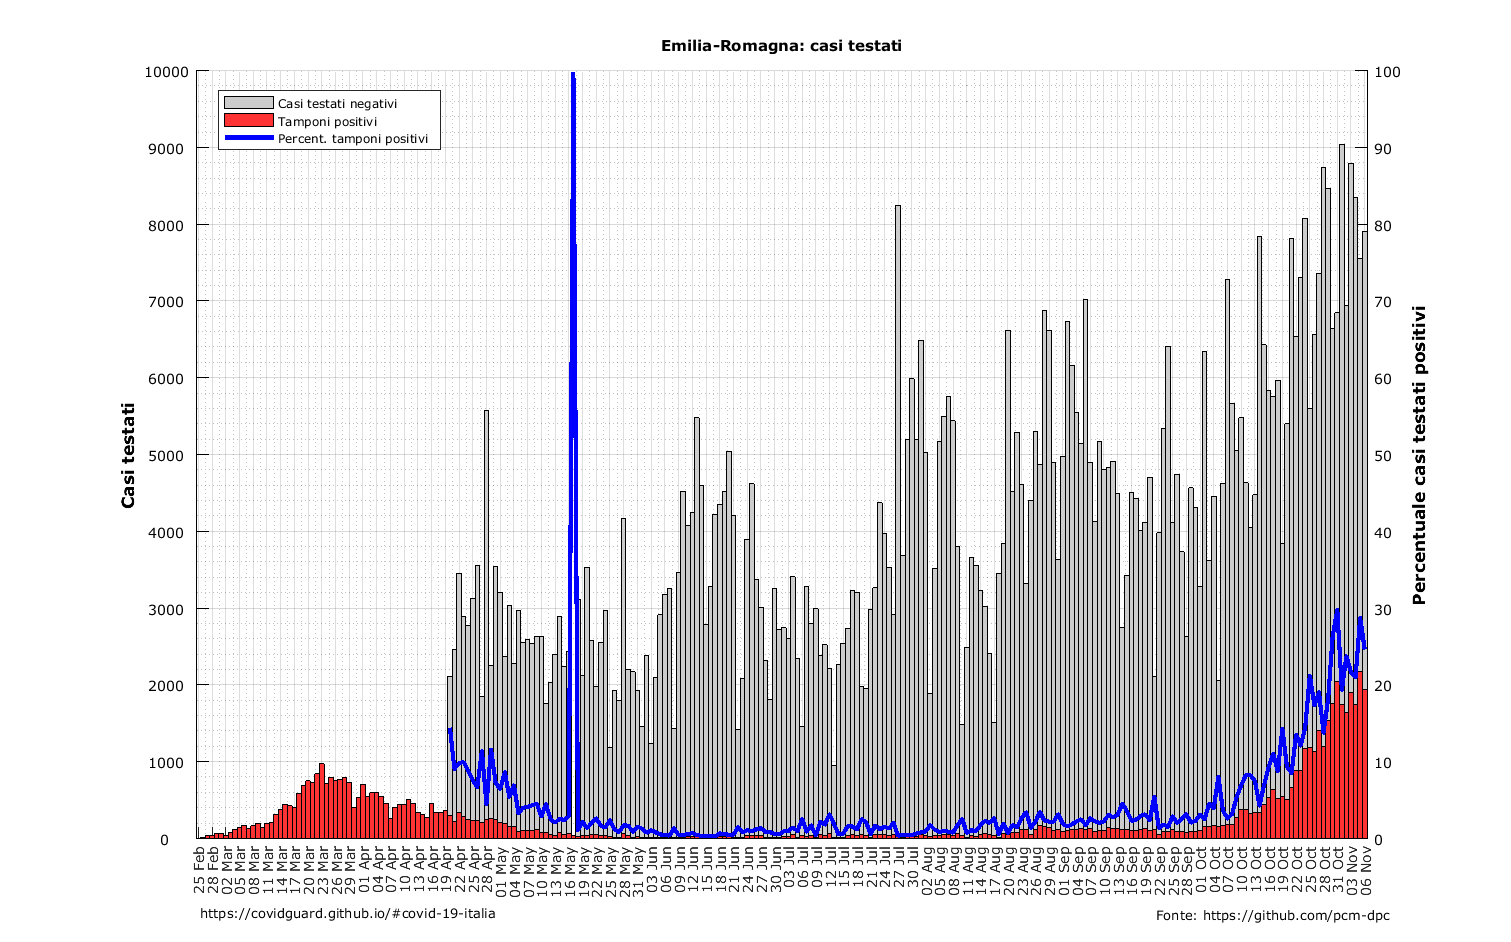 Emilia-Romagna: casi testati
10000
9000
8000
7000
6000
5000
4000
3000
2000
1000
0
100
90
80
70
60
50
40
30
20
10
0
Casi testati negativi
Tamponi positivi
Percent. tamponi positivi
Casi testati
Percentuale casi testati positivi
25 Feb
28 Feb
02 Mar
05 Mar
08 Mar
11 Mar
14 Mar
17 Mar
20 Mar
23 Mar
26 Mar
29 Mar
01 Apr
04 Apr
07 Apr
10 Apr
13 Apr
16 Apr
19 Apr
22 Apr
25 Apr
28 Apr
01 May
04 May
07 May
10 May
13 May
16 May
19 May
22 May
25 May
28 May
31 May
03 Jun
06 Jun
09 Jun
12 Jun
15 Jun
18 Jun
21 Jun
24 Jun
27 Jun
30 Jun
03 Jul
06 Jul
09 Jul
12 Jul
15 Jul
18 Jul
21 Jul
24 Jul
27 Jul
30 Jul
02 Aug
05 Aug
08 Aug
11 Aug
14 Aug
17 Aug
20 Aug
23 Aug
26 Aug
29 Aug
01 Sep
04 Sep
07 Sep
10 Sep
13 Sep
16 Sep
19 Sep
22 Sep
25 Sep
28 Sep
01 Oct
04 Oct
07 Oct
10 Oct
13 Oct
16 Oct
19 Oct
22 Oct
25 Oct
28 Oct
31 Oct
03 Nov
06 Nov
https://covidguard.github.io/#covid-19-italia
Fonte: https://github.com/pcm-dpc